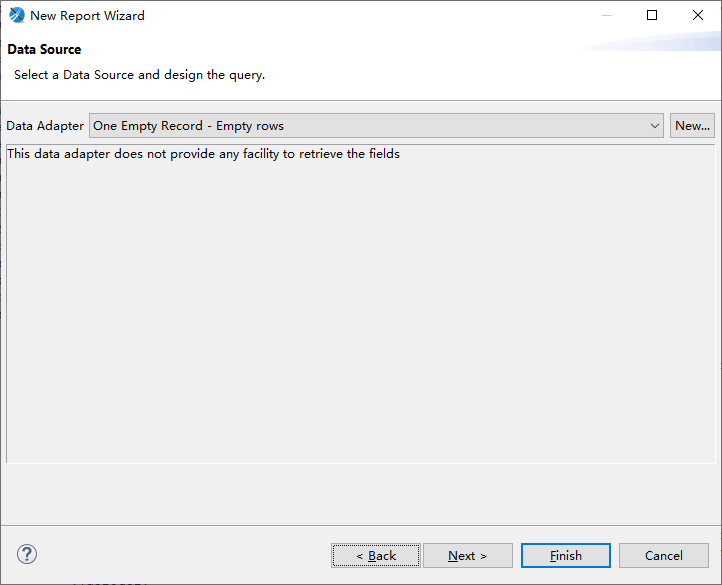 New Report Wizard
Data Source
Select a Data Source and design the query.
Data Adapter One Empty Record - Empty rows New...
This data adapter does not provide any facility to retrieve the fields
? < Back Next > Finish Cancel